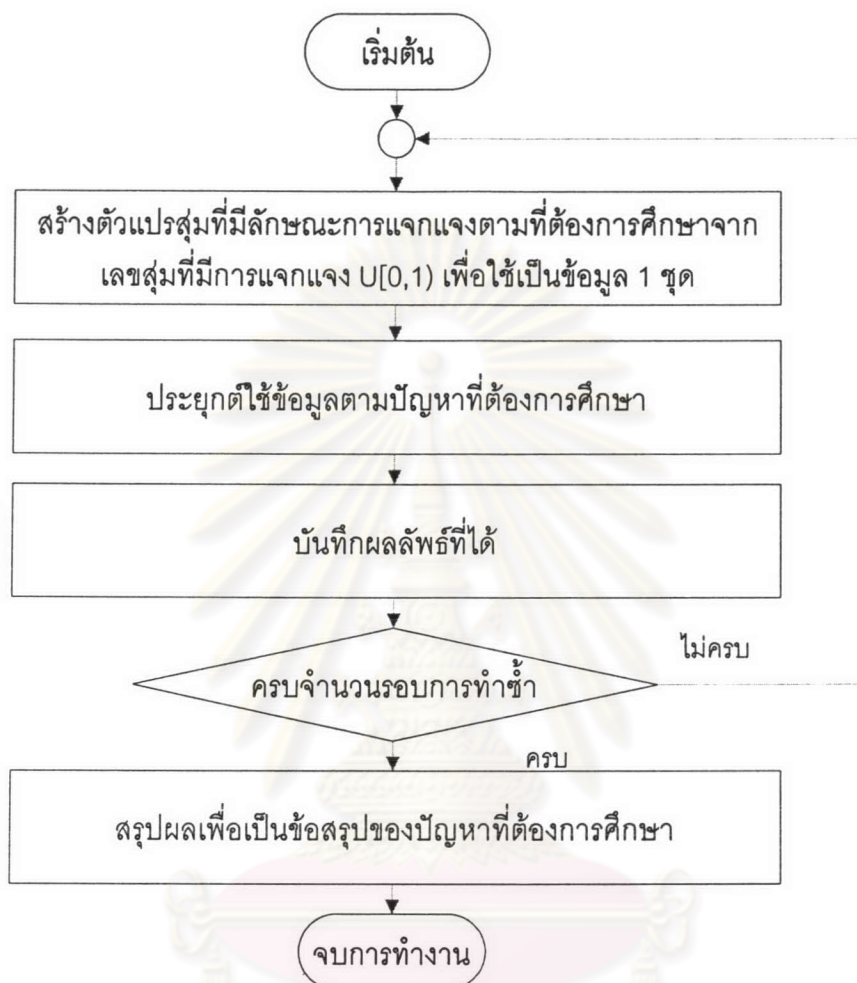 เริ่มต้น
สร้างตัวแปรสุ่มที่มีลักษณะการแจกแจงตามที่ต้องการศึกษาจาก
เลขสุ่มที่มีการแจกแจง U[0,1) เพื่อใช้เป็นข้อมูล 1 ชุด
ประยุกต์ใช้ข้อมูลตามปัญหาที่ต้องการศึกษา
บันทึกผลลัพธ์ที่ได้
ไม่ครบ
ครบจำนวนรอบการทำซ้ำ
ครบ
สรุปผลเพื่อเป็นข้อสรุปของปัญหาที่ต้องการศึกษา
จบการทำงาน